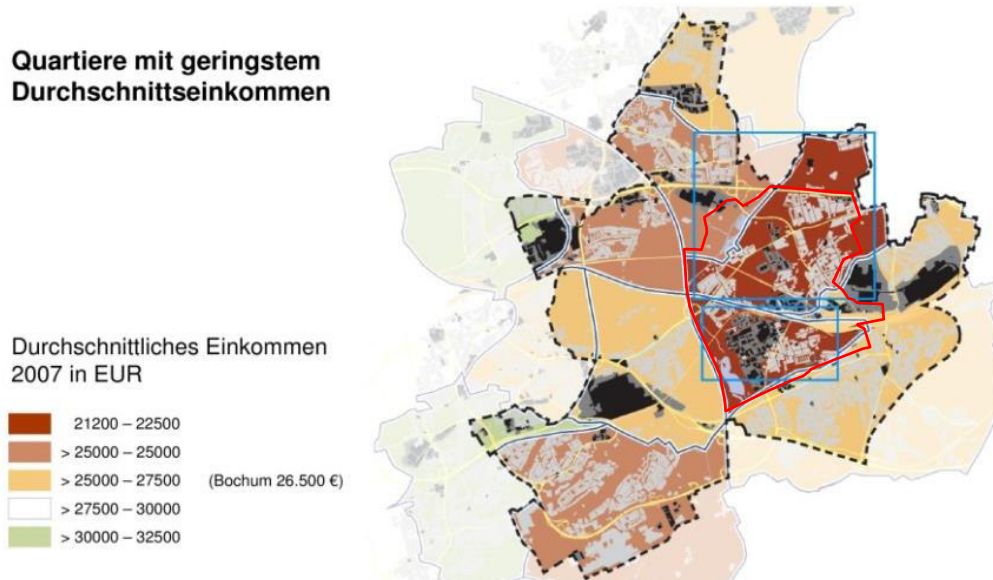 Quartiere mit geringstem
Durchschnittseinkommen
Durchschnittliches Einkommen
2007 in EUR
21200 – 22500
> 25000 – 25000
> 25000 – 27500 (Bochum 26.500 €)
> 27500 – 30000
> 30000 – 32500